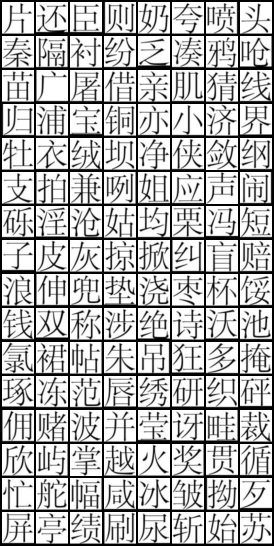 片还臣则奶夸喷头
秦隔衬纷乏凑鸦呛
苗广屠借亲肌猜线
归浦宝铜亦小济界
牡衣绒坝净侠敛纲
支拍兼咧姐应声闹
砾淫沧姑均栗冯短
子皮灰掠掀纠盲赔
浪伸兜垫浇枣杯馁
钱双称涉绝诗沃池
氯裙帖朱吊狂多掩
琢冻范唇绣研织砰
佣赌波并莹讶畦裁
欣屿掌越火奖贯循
忙舵幅咸冰皱拗歹
屏亭绩刷尿斩始苏